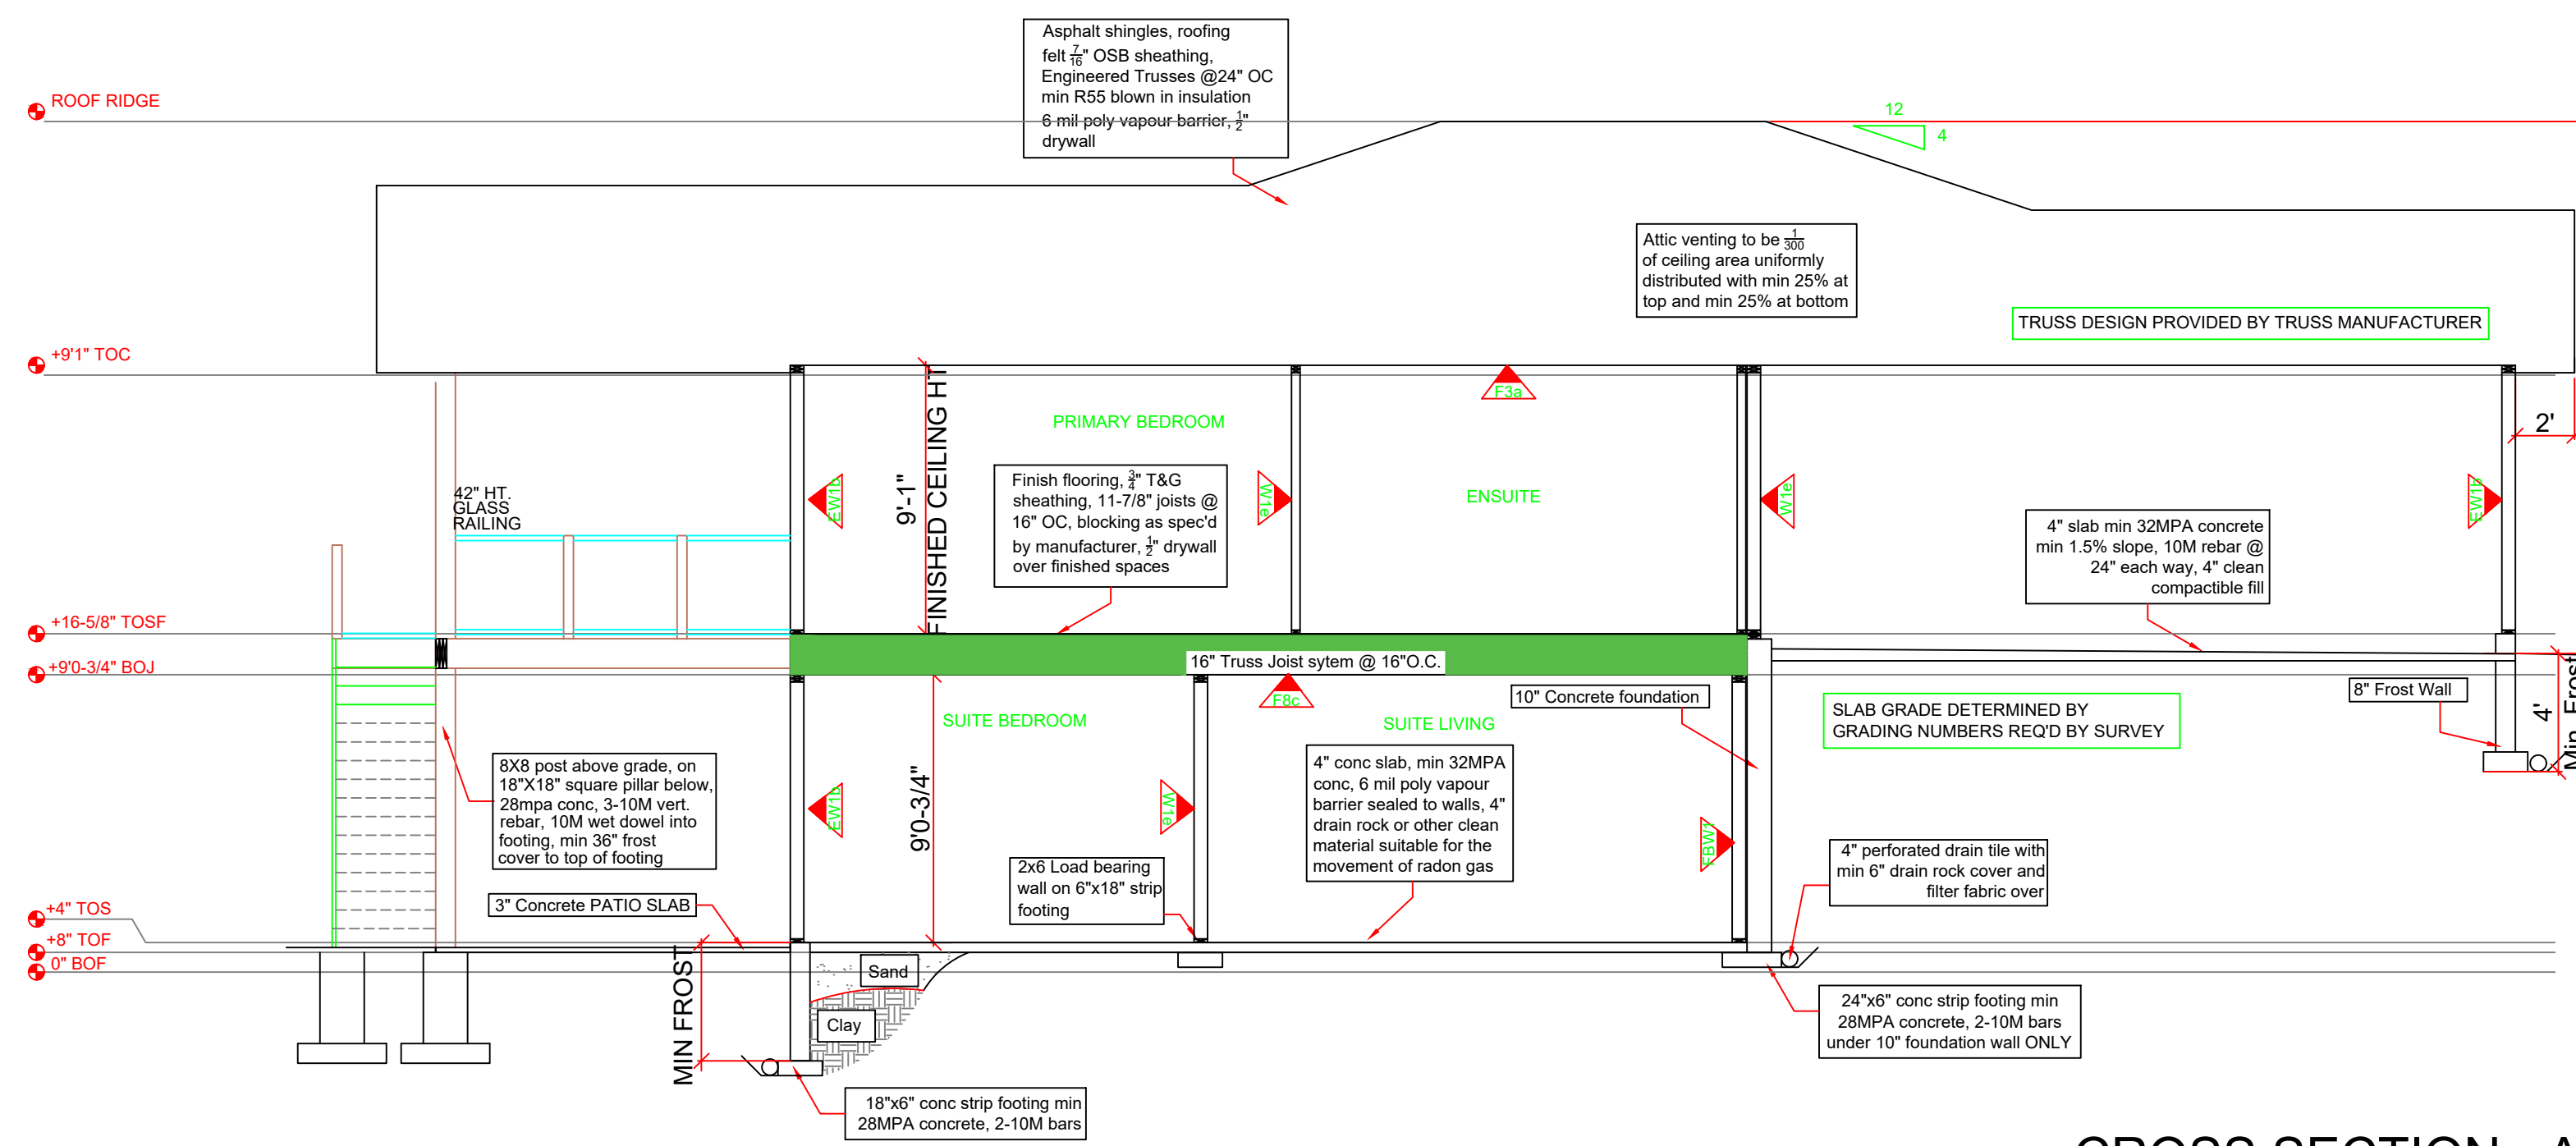 Asphalt shingles, roofing
felt 7/16" OSB sheathing,
Engineered Trusses @24" OC
min R55 blown in insulation
6 mil poly vapour barrier, 1/2"
drywall
ROOF RIDGE
12
4
Attic venting to be 1/300
of ceiling area uniformly
distributed with min 25% at
top and min 25% at bottom
TRUSS DESIGN PROVIDED BY TRUSS MANUFACTURER
+9'1" TOC
F3a
PRIMARY BEDROOM
2'
9'-1"
FINISHED CEILING HT
Finish flooring, 3/4" T&G
sheathing, 11-7/8" joists @
16" OC, blocking as spec'd
by manufacturer, 1/2" drywall
over finished spaces
ENSUITE
EW1b
W1e
W1e
EW1b
42" HT.
GLASS
RAILING
4" slab min 32MPA concrete
min 1.5% slope, 10M rebar @
24" each way, 4" clean
compactible fill
+16-5/8" TOSF
+9'0-3/4" BOJ
16" Truss Joist sytem @ 16"O.C.
F8c
10" Concrete foundation
8" Frost Wall
4'
Min. Frost
SUITE BEDROOM
SUITE LIVING
SLAB GRADE DETERMINED BY
GRADING NUMBERS REQ'D BY SURVEY
8X8 post above grade, on
18"X18" square pillar below,
28mpa conc, 3-10M vert.
rebar, 10M wet dowel into
footing, min 36" frost
cover to top of footing
EW1b
9'0-3/4"
W1e
4" conc slab, min 32MPA
conc, 6 mil poly vapour
barrier sealed to walls, 4"
drain rock or other clean
material suitable for the
movement of radon gas
FBW1
2x6 Load bearing
wall on 6"x18" strip
footing
4" perforated drain tile with
min 6" drain rock cover and
filter fabric over
3" Concrete PATIO SLAB
+4" TOS
+8" TOF
0" BOF
MIN FROST
Sand
Clay
24"x6" conc strip footing min
28MPA concrete, 2-10M bars
under 10" foundation wall ONLY
18"x6" conc strip footing min
28MPA concrete, 2-10M bars
CROSS SECTION A